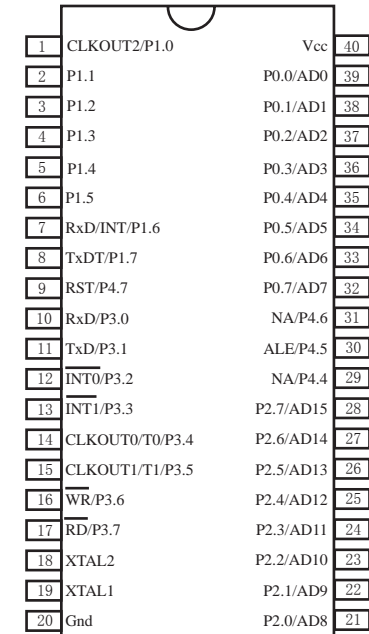 1 CLKOUT2/P1.0 Vcc 40
2 P1.1 P0.0/AD0 39
3 P1.2 P0.1/AD1 38
4 P1.3 P0.2/AD2 37
5 P1.4 P0.3/AD3 36
6 P1.5 P0.4/AD4 35
7 RxD/INT/P1.6 P0.5/AD5 34
8 TxDT/P1.7 P0.6/AD6 33
9 RST/P4.7 P0.7/AD7 32
10 RxD/P3.0 NA/P4.6 31
11 TxD/P3.1 ALE/P4.5 30
12 I̅N̅T̅0̅/P3.2 NA/P4.4 29
13 I̅N̅T̅1̅/P3.3 P2.7/AD15 28
14 CLKOUT0/T0/P3.4 P2.6/AD14 27
15 CLKOUT1/T1/P3.5 P2.5/AD13 26
16 W̅R̅/P3.6 P2.4/AD12 25
17 R̅D̅/P3.7 P2.3/AD11 24
18 XTAL2 P2.2/AD10 23
19 XTAL1 P2.1/AD9 22
20 Gnd P2.0/AD8 21